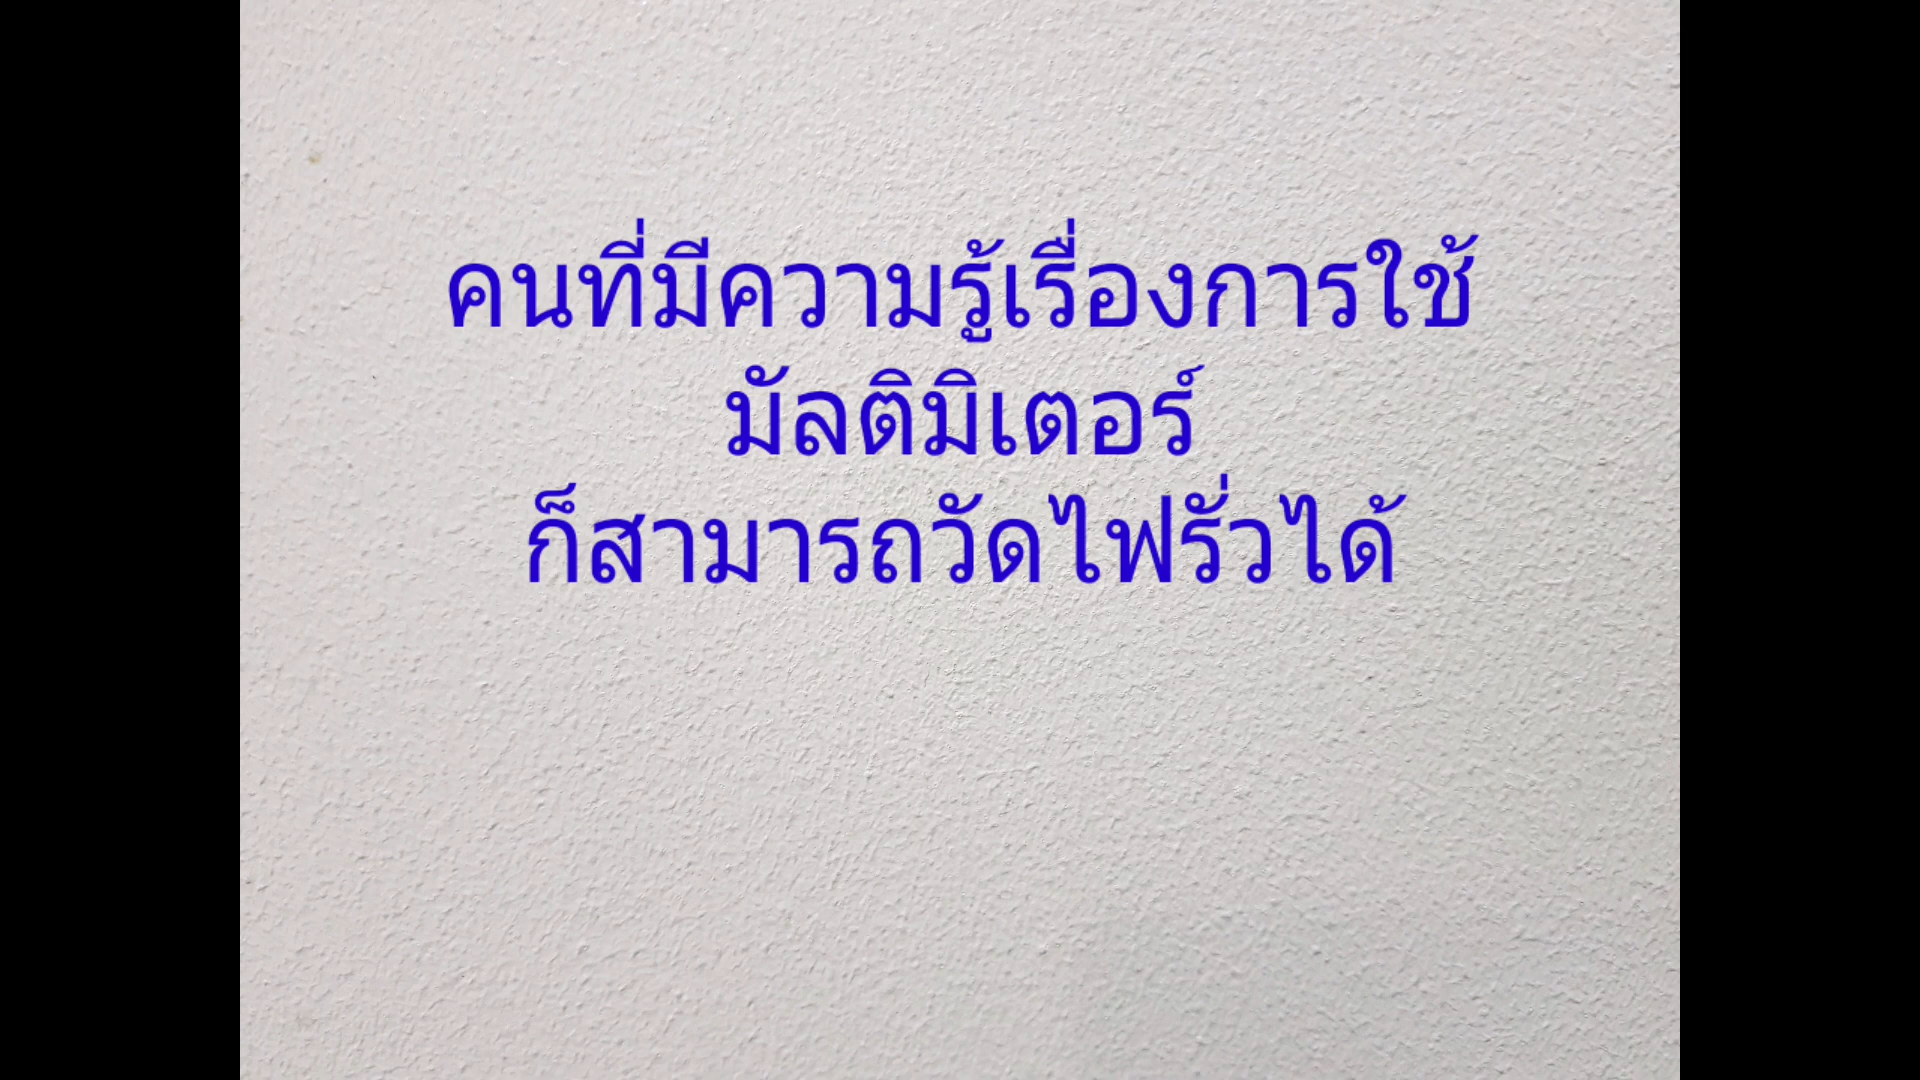 คนที่มีความรู้เรื่องการใช้
มัลติมิเตอร์
ก็สามารถวัดไฟรั่วได้